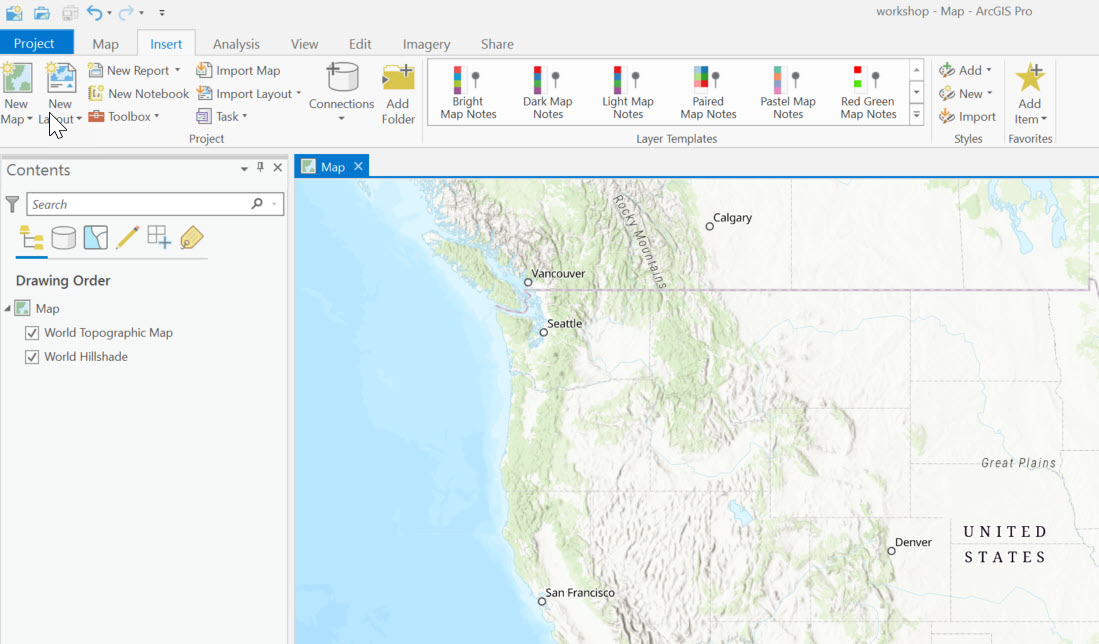 workshop - Map - ArcGIS Pro
Project Map Insert Analysis View Edit Imagery Share
New Map
New Layout
New Report
New Notebook
Toolbox
Import Map
Import Layout
Task
Connections
Add Folder
Project
Bright Map Notes
Dark Map Notes
Light Map Notes
Paired Map Notes
Pastel Map Notes
Red Green Map Notes
Layer Templates
Add
New
Import
Styles
Add Item
Favorites
Contents
Search
Drawing Order
Map
World Topographic Map
World Hillshade
Map
Rocky Mountains
Calgary
Vancouver
Seattle
Great Plains
UNITED
STATES
Denver
San Francisco